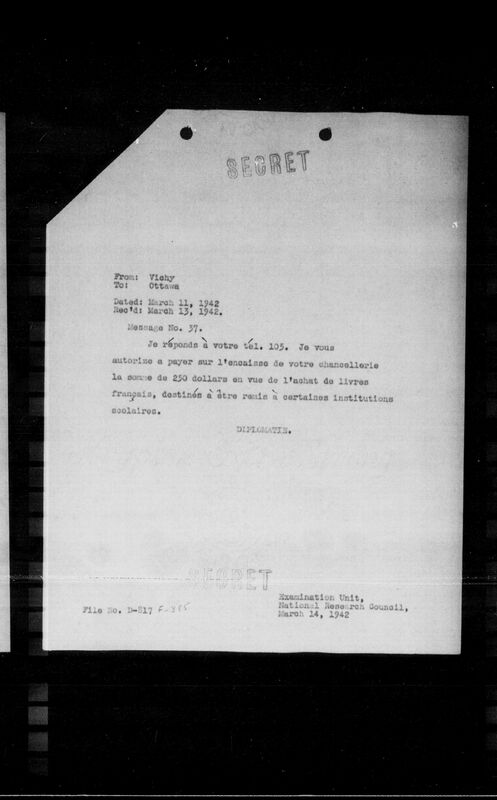 SECRET
From: Vichy
To: Ottawa
Dated: March 11, 1942
Rec'd: March 13, 1942.
Message No. 37.
Je réponds à votre tél. 105. Je vous
autorise a payer sur l'encaisse de votre chancellerie
la somme de 250 dollars en vue de l'achat de livres
français, destinés à être remis à certaines institutions
scolaires.
DIPLOMATIE.
SECRET
Examination Unit,
National Research Council,
March 14, 1942
File No. D-817